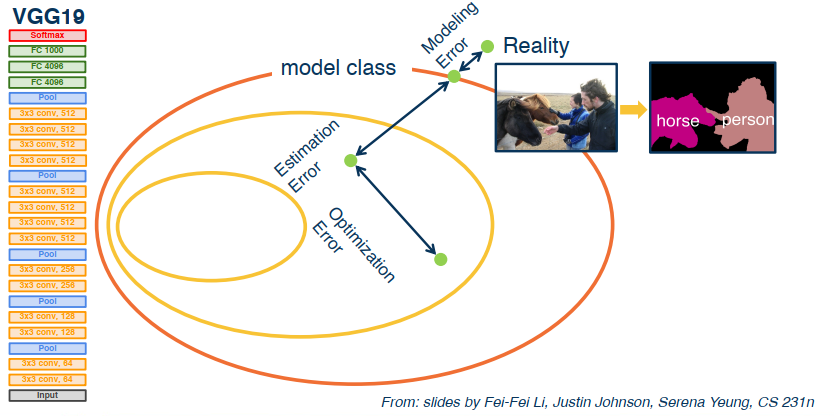 VGG19
Softmax
FC 1000
FC 4096
FC 4096
Pool
3x3 conv, 512
3x3 conv, 512
3x3 conv, 512
3x3 conv, 512
Pool
3x3 conv, 512
3x3 conv, 512
3x3 conv, 512
3x3 conv, 512
Pool
3x3 conv, 256
3x3 conv, 256
Pool
3x3 conv, 128
3x3 conv, 128
Pool
3x3 conv, 64
3x3 conv, 64
Input
model class
Modeling
Error
Reality
Estimation
Error
Optimization
Error
horse
person
From: slides by Fei-Fei Li, Justin Johnson, Serena Yeung, CS 231n